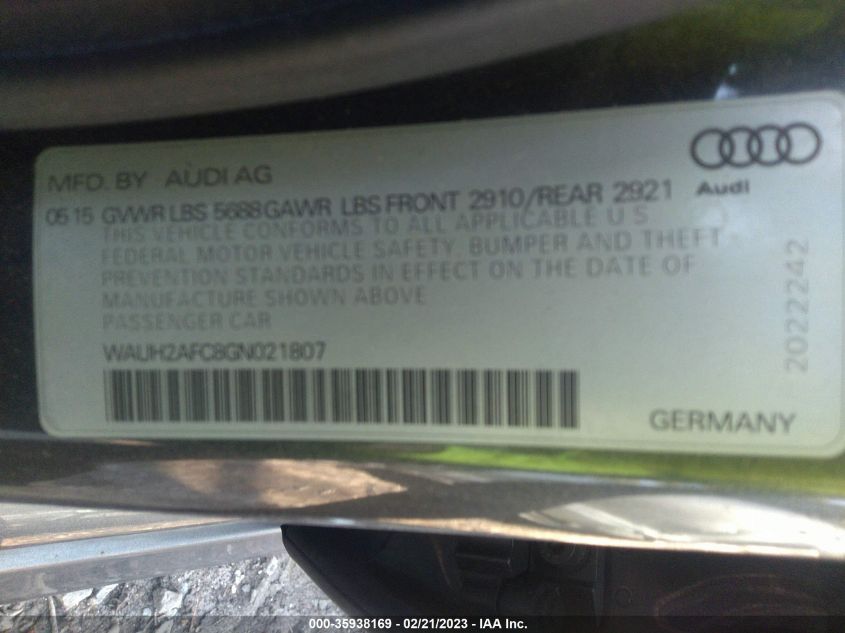 MFD. BY AUDI AG
Audi
05 15 GVWR LBS 5688 GAWR LBS FRONT 2910/REAR 2921
THIS VEHICLE CONFORMS TO ALL APPLICABLE U S
FEDERAL MOTOR VEHICLE SAFETY, BUMPER AND THEFT
PREVENTION STANDARDS IN EFFECT ON THE DATE OF
MANUFACTURE SHOWN ABOVE
PASSENGER CAR
WAUH2AFC8GN021807
2022242
GERMANY
000-35938169 - 02/21/2023 - IAA Inc.